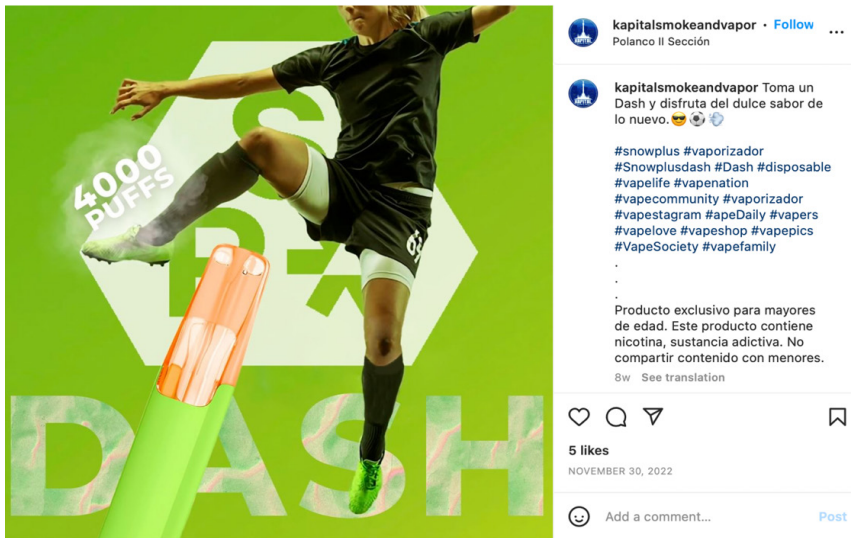 4000
PUFFS
S
P
DASH
63
kapitalsmokeandvapor • Follow
Polanco II Sección
kapitalsmokeandvapor Toma un
Dash y disfruta del dulce sabor de
lo nuevo.😎⚽💨
#snowplus #vaporizador
#Snowplusdash #Dash #disposable
#vapelife #vapenation
#vapecommunity #vaporizador
#vapestagram #apeDaily #vapers
#vapelove #vapeshop #vapepics
#VapeSociety #vapefamily
.
.
.
Producto exclusivo para mayores
de edad. Este producto contiene
nicotina, sustancia adictiva. No
compartir contenido con menores.
8w See translation
5 likes
NOVEMBER 30, 2022
Add a comment... Post